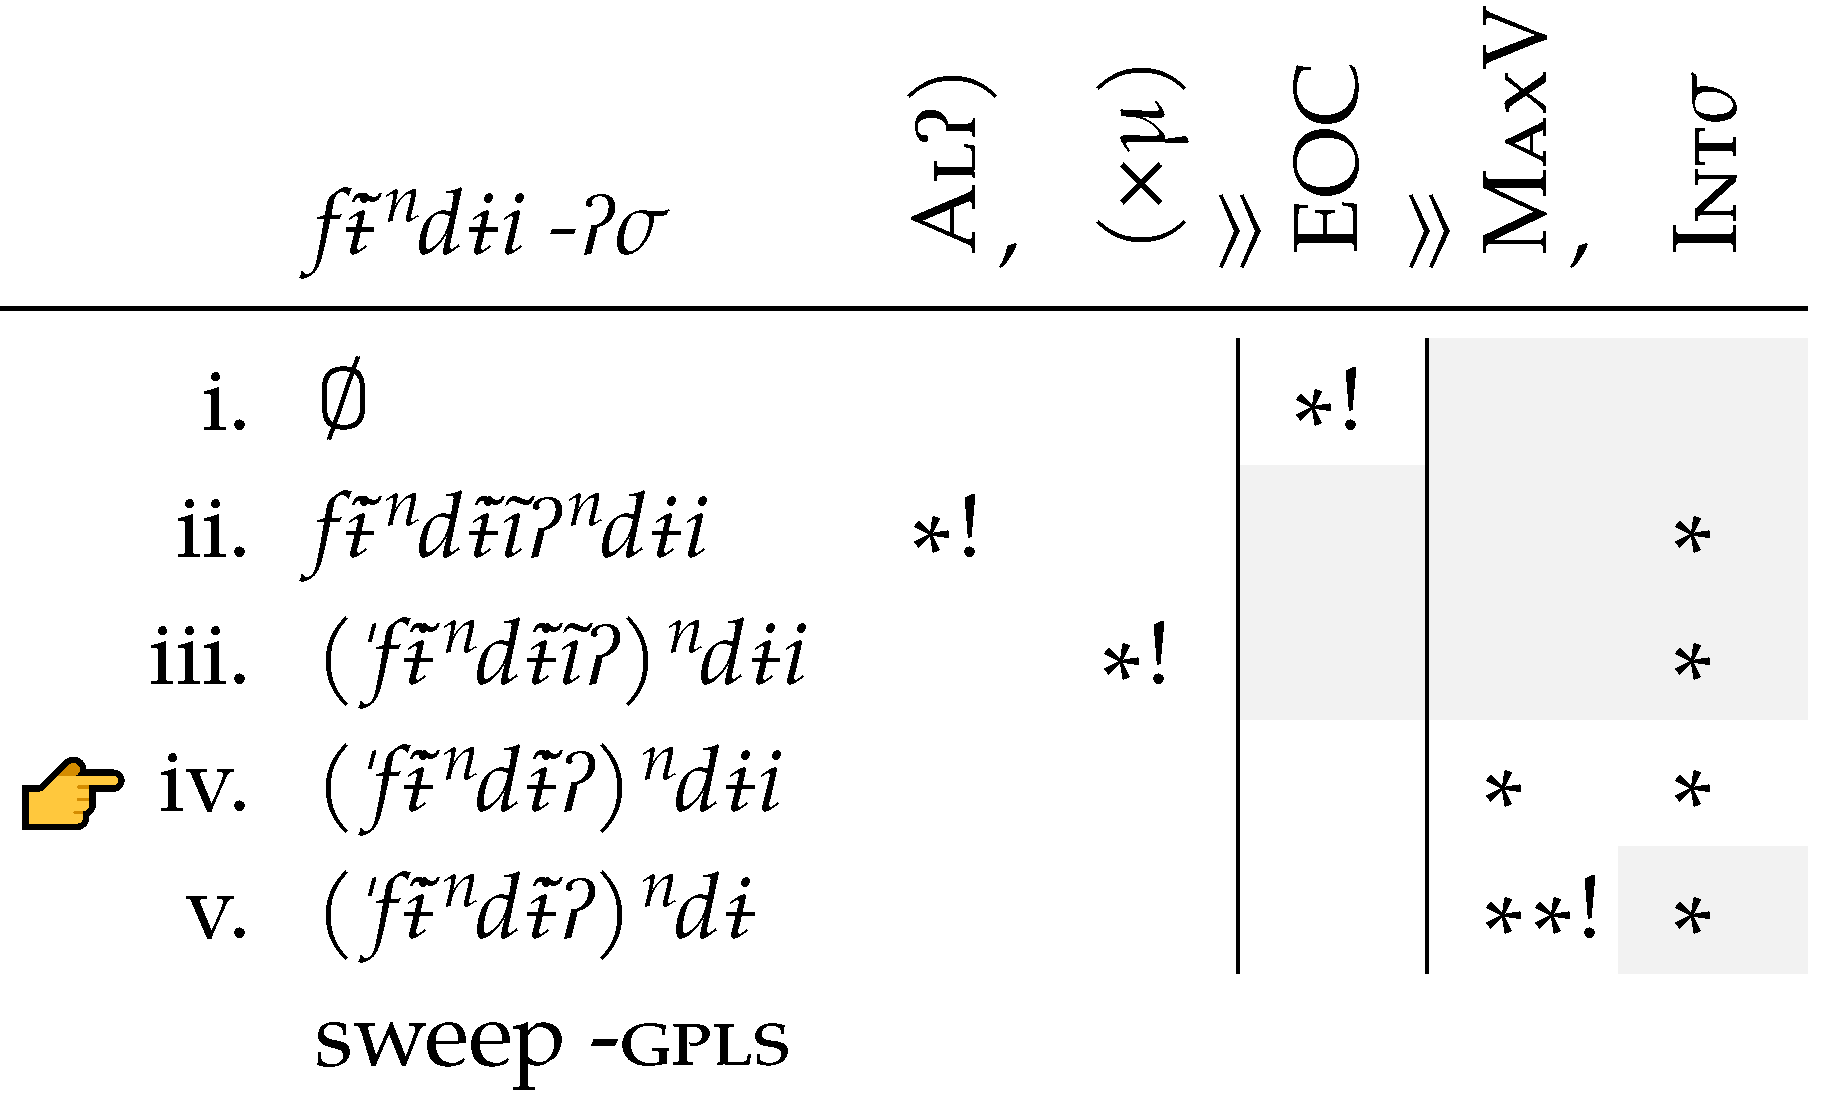 fɨ̃ⁿdɨi -ʔσ Alʔ) , (×μ) ⟫ EOC ⟫ MaxV , Intσ
i. ∅ *!
ii. fɨ̃ⁿdɨ̃ĩʔⁿdɨi *! *
iii. (ˈfɨ̃ⁿdɨ̃ĩʔ) ⁿdɨi *! *
👉 iv. (ˈfɨ̃ⁿdɨ̃ʔ) ⁿdɨi * *
v. (ˈfɨ̃ⁿdɨ̃ʔ) ⁿdɨ **! *
sweep -GPLS